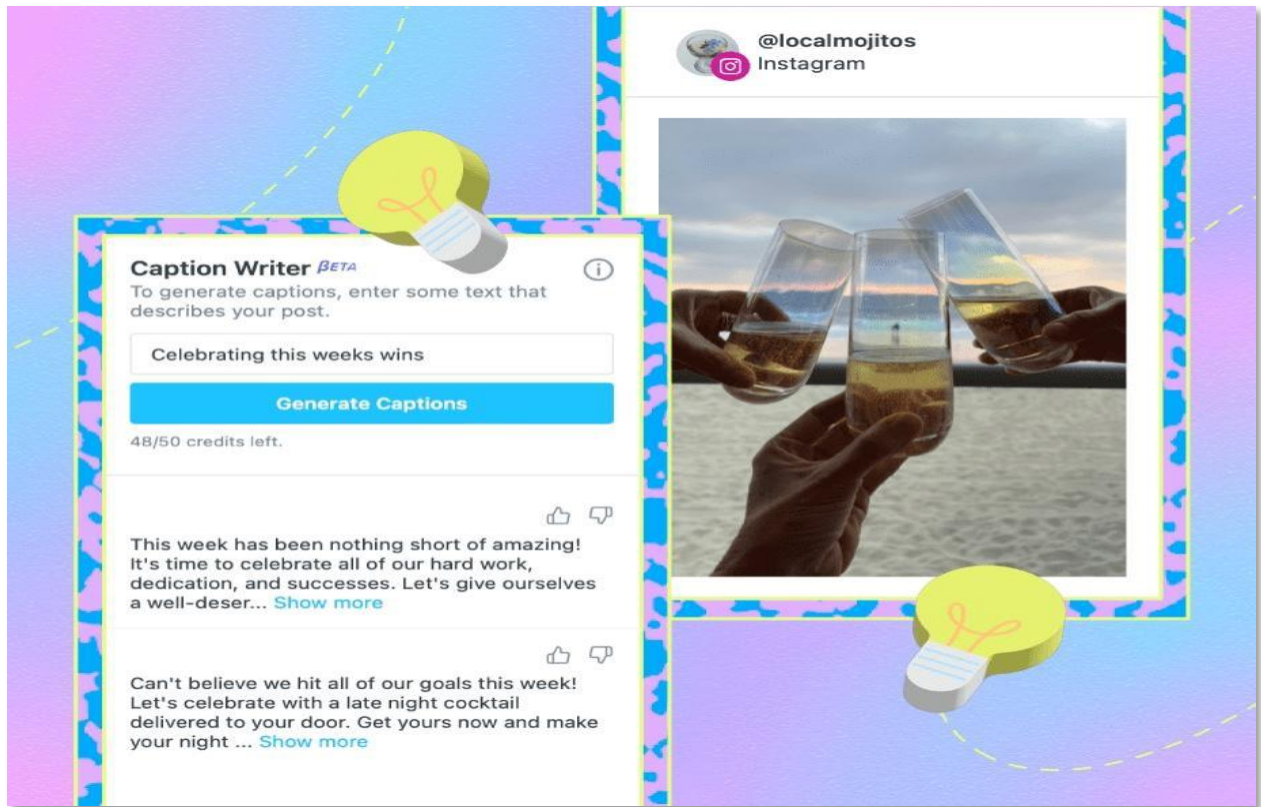 @localmojitos
Instagram
Caption Writer BETA
To generate captions, enter some text that
describes your post.
Celebrating this weeks wins
Generate Captions
48/50 credits left.
This week has been nothing short of amazing!
It's time to celebrate all of our hard work,
dedication, and successes. Let's give ourselves
a well-deser... Show more
Can't believe we hit all of our goals this week!
Let's celebrate with a late night cocktail
delivered to your door. Get yours now and make
your night ... Show more